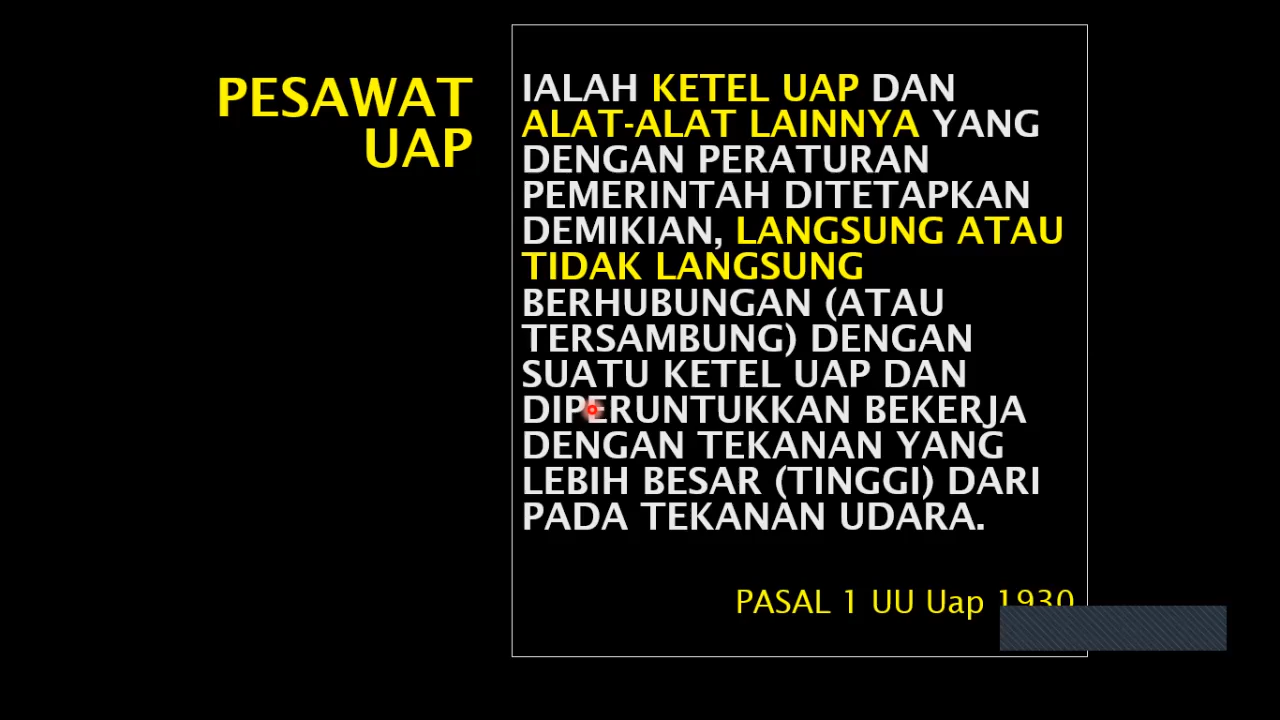 PESAWAT
UAP
IALAH KETEL UAP DAN
ALAT-ALAT LAINNYA YANG
DENGAN PERATURAN
PEMERINTAH DITETAPKAN
DEMIKIAN, LANGSUNG ATAU
TIDAK LANGSUNG
BERHUBUNGAN (ATAU
TERSAMBUNG) DENGAN
SUATU KETEL UAP DAN
DIPERUNTUKKAN BEKERJA
DENGAN TEKANAN YANG
LEBIH BESAR (TINGGI) DARI
PADA TEKANAN UDARA.
PASAL 1 UU Uap 1930